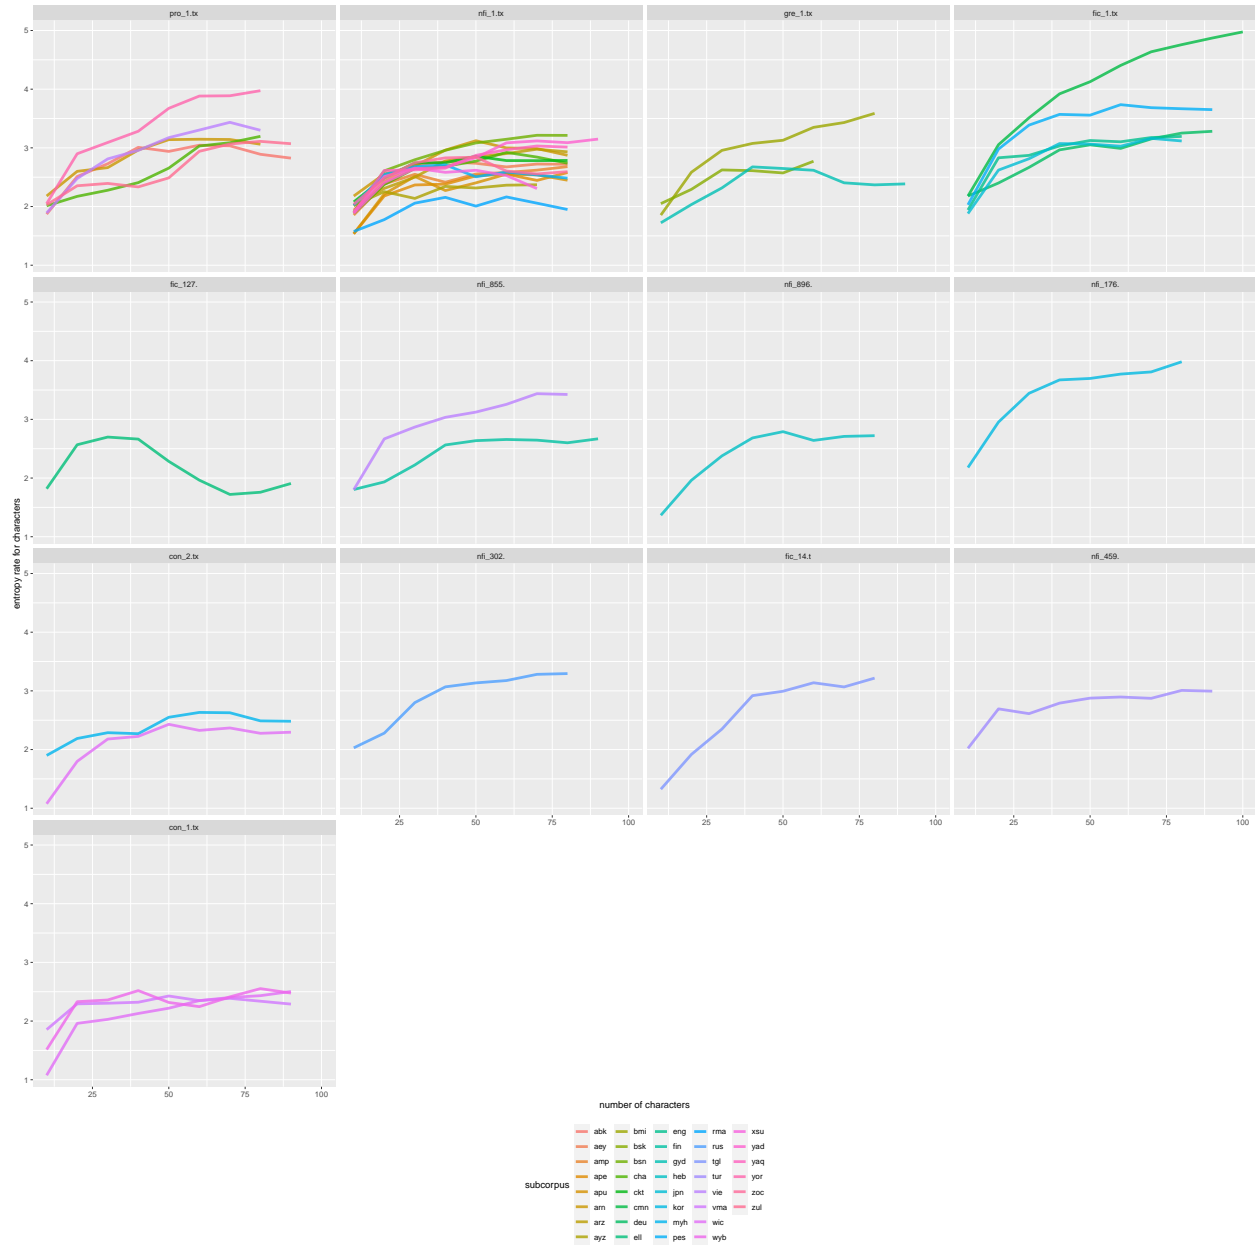 pro_1.tx nfi_1.tx gre_1.tx fic_1.tx
5
4
3
2
1
fic_127. nfi_855. nfi_896. nfi_176.
5
4
3
2
1
con_2.tx nfi_302. fic_14.t nfi_459.
5
4
3
2
1
25 50 75 100 25 50 75 100 25 50 75 100
con_1.tx
5
4
3
2
1
25 50 75 100
entropy rate for characters
number of characters
subcorpus
abk bmi eng rma xsu
aey bsk fin rus yad
amp bsn gyd tgl yaq
ape cha heb tur yor
apu ckt jpn vie zoc
arn cmn kor vma zul
arz deu myh wic
ayz ell pes wyb